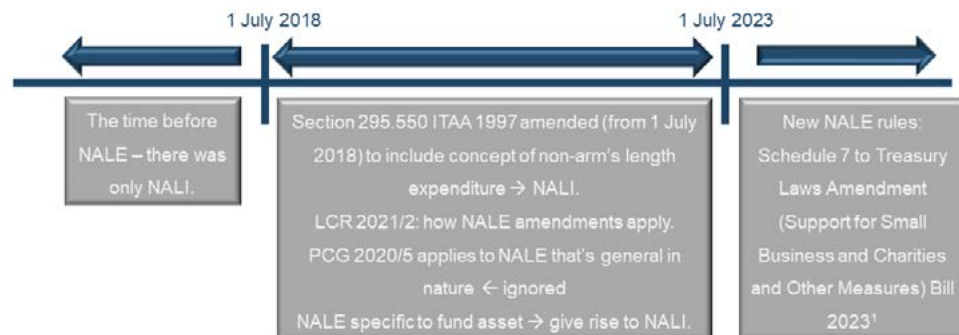 1 July 2018
1 July 2023
The time before
NALE – there was
only NALI.
Section 295.550 ITAA 1997 amended (from 1 July
2018) to include concept of non-arm's length
expenditure → NALI.
LCR 2021/2: how NALE amendments apply.
PCG 2020/5 applies to NALE that's general in
nature ← ignored
NALE specific to fund asset → give rise to NALI.
New NALE rules:
Schedule 7 to Treasury
Laws Amendment
(Support for Small
Business and Charities
and Other Measures) Bill
2023¹